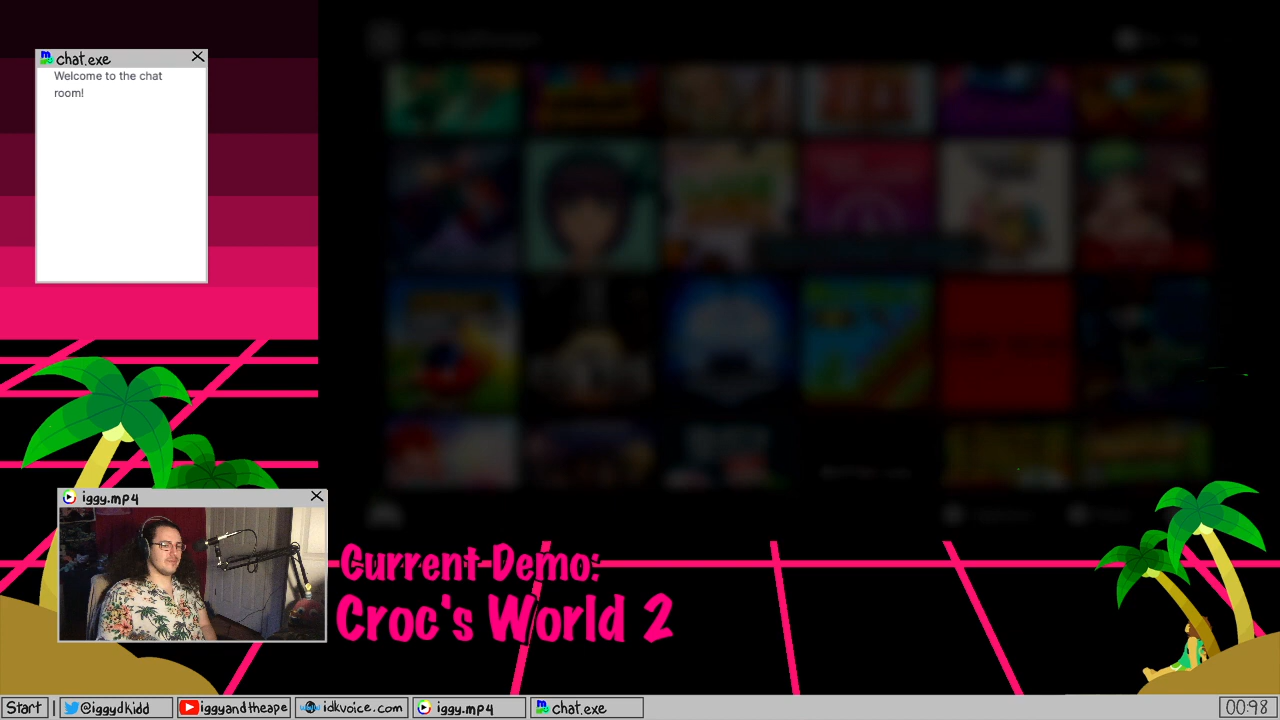 chat.exe
Welcome to the chat
room!
iggy.mp4
Current Demo:
Croc's World 2
Start
@iggydkidd
iggyandtheape
www idkvoice.com
iggy.mp4
chat.exe
00:98